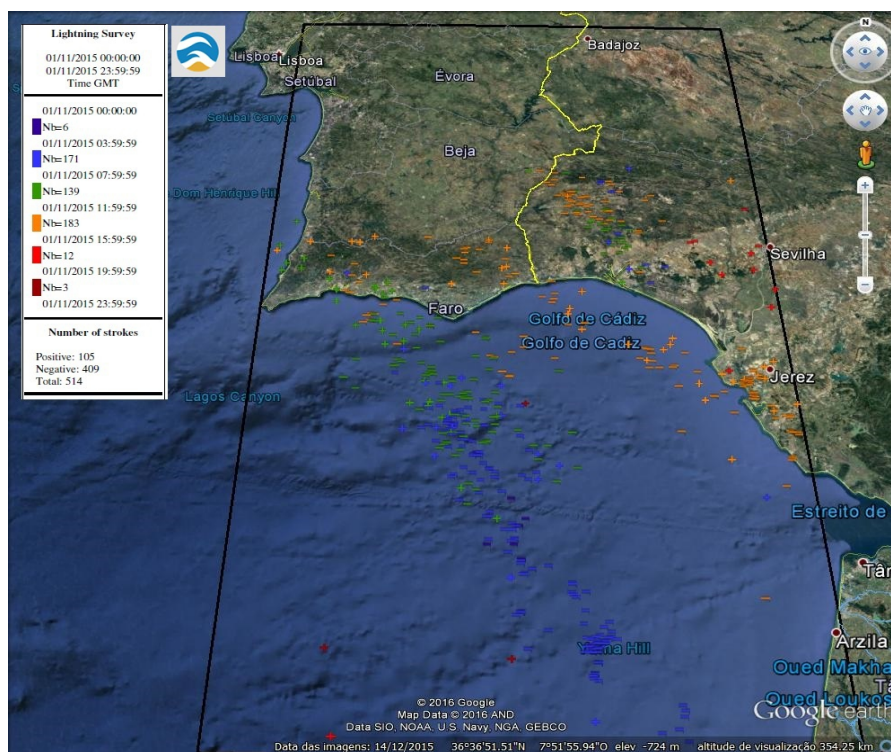 Lightning Survey
01/11/2015 00:00:00
01/11/2015 23:59:59
Time GMT
01/11/2015 00:00:00
Nb=6
01/11/2015 03:59:59
Nb=171
01/11/2015 07:59:59
Nb=139
01/11/2015 11:59:59
Nb=183
01/11/2015 15:59:59
Nb=12
01/11/2015 19:59:59
Nb=3
01/11/2015 23:59:59
Number of strokes
Positive: 105
Negative: 409
Total: 514
N
Lisboa Lisboa
Setúbal
Badajoz
Évora
Setúbal Canyon
Beja
Dom Henrique Hill
Sevilha
Faro
Golfo de Cádiz
Golfo de Cadiz
Jerez
Lagos Canyon
Estreito de
Tân
Arzila
Yuma Hill
Oued Makha
Tâ
Oued Loukos
Google earth
© 2016 Google
Map Data © 2016 AND
Data SIO, NOAA, U.S. Navy, NGA, GEBCO
Data das imagens: 14/12/2015 36°36'51.51"N 7°51'55.94"O elev -724 m altitude de visualização 354.25 km